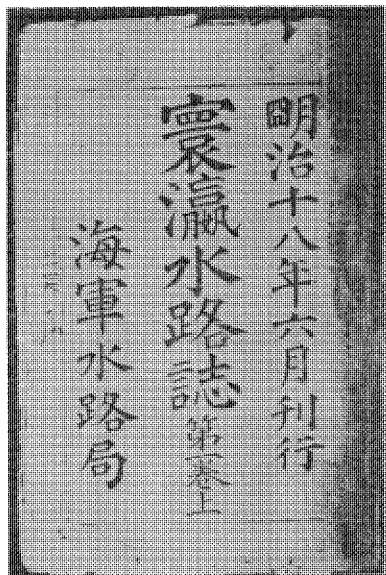 明治十八年六月刊行
寰瀛水路誌第一卷上
海軍水路局